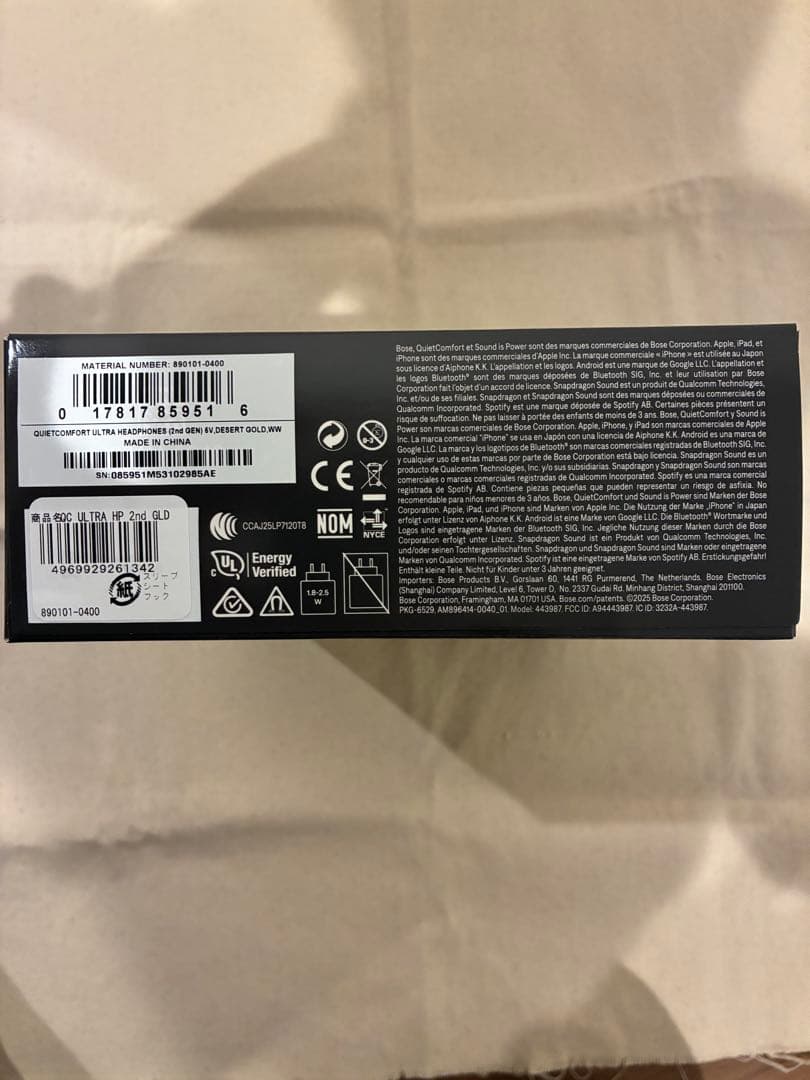 MATERIAL NUMBER: 890101-0400
0 17817 85951 6
QUIETCOMFORT ULTRA HEADPHONES (2nd GEN) 6V,DESERT GOLD,WW
MADE IN CHINA
SN:085951M53102985AE
商品名QC ULTRA HP 2nd GLD
4969929261342
紙
スリーブ
シート
フック
890101-0400
0-3
CE
CCAJ25LP7120T8
NOM
NYCE
c UL
Energy
Verified
1.8-2.5
W
Bose, QuietComfort et Sound is Power sont des marques commerciales de Bose Corporation. Apple, iPad, et
iPhone sont des marques commerciales d'Apple Inc. La marque commerciale « iPhone » est utilisée au Japon
sous licence d'Aiphone K.K. L'appellation et les logos. Android est une marque de Google LLC. L'appellation et
les logos Bluetooth® sont des marques déposées de Bluetooth SIG, Inc. et leur utilisation par Bose
Corporation fait l'objet d'un accord de licence. Snapdragon Sound est un produit de Qualcomm Technologies,
Inc. et/ou de ses filiales. Snapdragon et Snapdragon Sound sont des marques déposées ou commerciales de
Qualcomm Incorporated. Spotify est une marque déposée de Spotify AB. Certaines pièces présentent un
risque de suffocation. Ne pas laisser à portée des enfants de moins de 3 ans. Bose, QuietComfort y Sound is
Power son marcas comerciales de Bose Corporation. Apple, iPhone, y iPad son marcas comerciales de Apple
Inc. La marca comercial "iPhone" se usa en Japón con una licencia de Aiphone K.K. Android es una marca de
Google LLC. La marca y los logotipos de Bluetooth® son marcas comerciales registradas de Bluetooth SIG, Inc.
y cualquier uso de estas marcas por parte de Bose Corporation está bajo licencia. Snapdragon Sound es un
producto de Qualcomm Technologies, Inc. y/o sus subsidiarias. Snapdragon y Snapdragon Sound son marcas
comerciales o marcas comerciales registradas de Qualcomm Incorporated. Spotify es una marca comercial
registrada de Spotify AB. Contiene piezas pequeñas que pueden representar un riesgo de asfixia. No
recomendable para niños menores de 3 años. Bose, QuietComfort und Sound is Power sind Marken der Bose
Corporation. Apple, iPad, und iPhone sind Marken von Apple Inc. Die Nutzung der Marke „iPhone" in Japan
erfolgt unter Lizenz von Aiphone K.K. Android ist eine Marke von Google LLC. Die Bluetooth® Wortmarke und
Logos sind eingetragene Marken der Bluetooth SIG, Inc. Jegliche Nutzung dieser Marken durch die Bose
Corporation erfolgt unter Lizenz. Snapdragon Sound ist ein Produkt von Qualcomm Technologies, Inc.
und/oder seinen Tochtergesellschaften. Snapdragon und Snapdragon Sound sind Marken oder eingetragene
Marken von Qualcomm Incorporated. Spotify ist eine eingetragene Marke von Spotify AB. Erstickungsgefahr!
Enthält kleine Teile. Nicht für Kinder unter 3 Jahren geeignet.
Importers: Bose Products B.V., Gorslaan 60, 1441 RG Purmerend, The Netherlands. Bose Electronics
(Shanghai) Company Limited, Level 6, Tower D, No. 2337 Gudai Rd. Minhang District, Shanghai 201100.
Bose Corporation, Framingham, MA 01701 USA. Bose.com/patents. ©2025 Bose Corporation.
PKG-6529, AM896414-0040_01. Model: 443987. FCC ID: A94443987. IC ID: 3232A-443987.